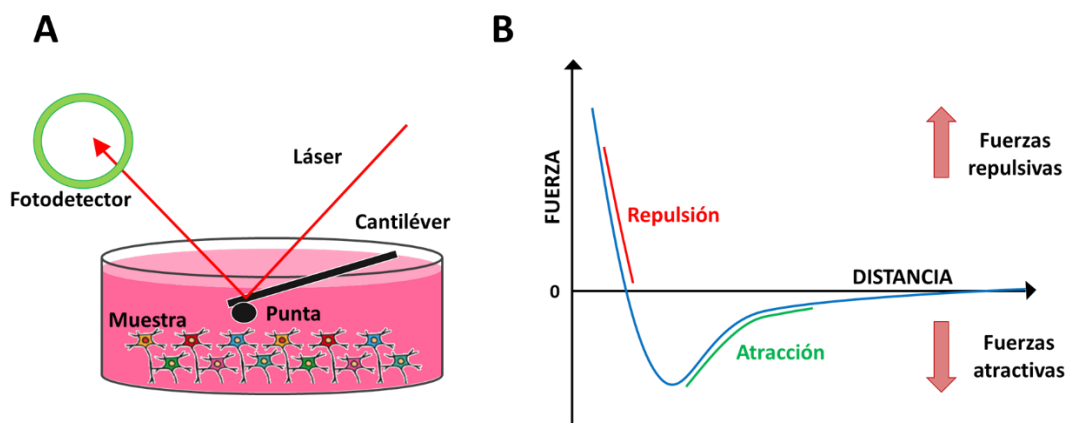 A
Láser
Fotodetector
Cantiléver
Muestra
Punta
B
FUERZA
0
Repulsión
Fuerzas
repulsivas
DISTANCIA
Atracción
Fuerzas
atractivas